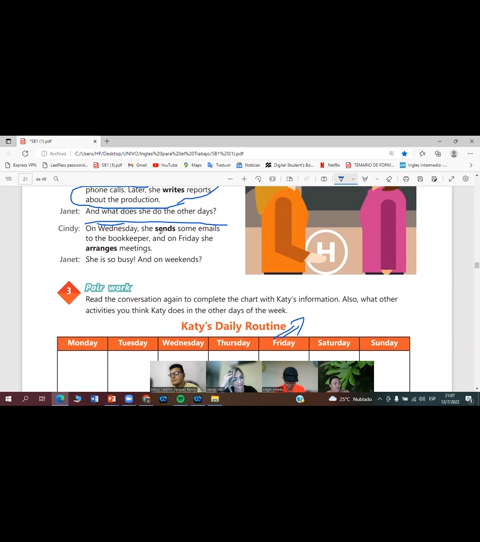 *SB1 (1).pdf
Archivo
C:/Users/HP/Desktop/UNIVO/Ingles%20para%20el%20Trabajo/SB1%20(1).pdf
Express VPN
LastPass password...
SB1 (1).pdf
Gmail
YouTube
Maps
Traducir
Noticias
Digital Student's Bo...
Netflix
TEMARIO DE FORMA...
Ingles Intermedio -...
21
de 48
phone calls. Later, she writes reports
about the production.
Janet: And what does she do the other days?
Cindy: On Wednesday, she sends some emails
to the bookkeeper, and on Friday she
arranges meetings.
Janet: She is so busy! And on weekends?
H
3 Pair work
Read the conversation again to complete the chart with Katy's information. Also, what other
activities you think Katy does in the other days of the week.
Katy's Daily Routine
Monday Tuesday Wednesday Thursday Friday Saturday Sunday
25°C Nublado
ESP
21:07
12/7/2022